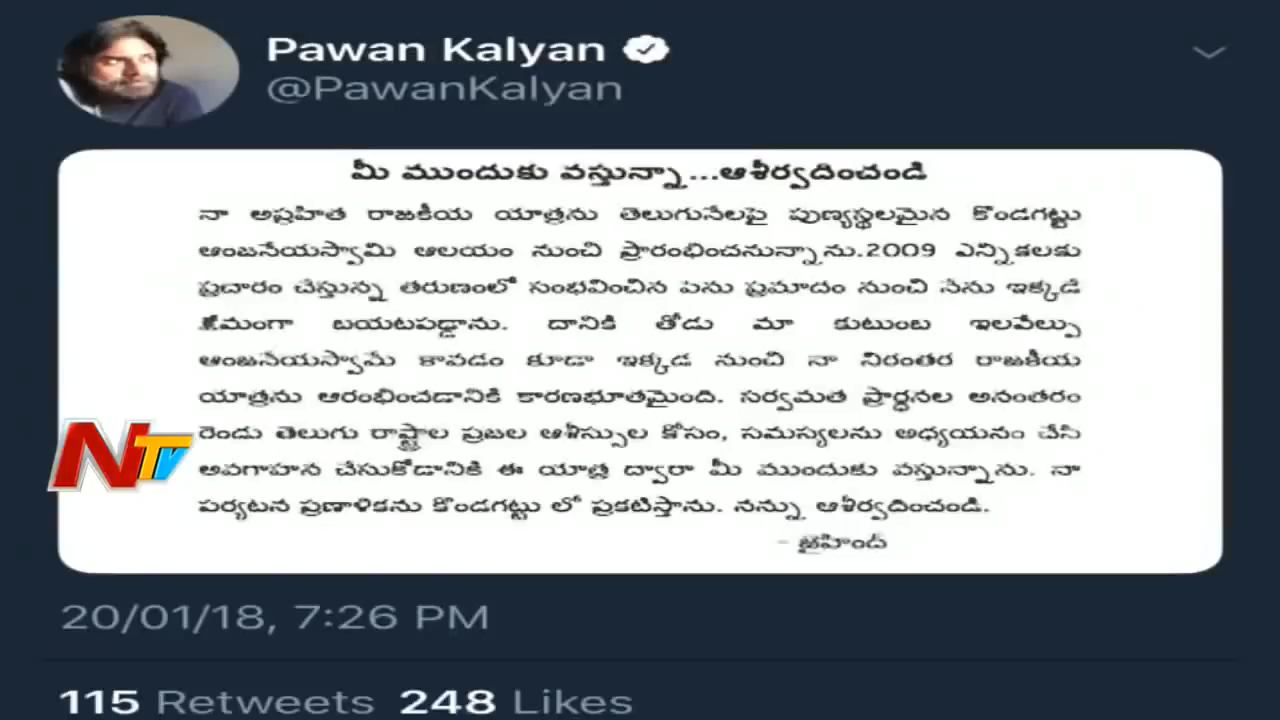 Pawan Kalyan
@PawanKalyan
మీ ముందుకు వస్తున్నా...ఆశీర్వదించండి
నా అప్రహిత రాజకీయ యాత్రను తెలుగునేలపై పుణ్యస్థలమైన కొండగట్టు
ఆంజనేయస్వామి ఆలయం నుంచి ప్రారంభించనున్నాను.2009 ఎన్నికలకు
ప్రచారం చేస్తున్న తరుణంలో సంభవించిన పెను ప్రమాదం నుంచి నేను ఇక్కడే
క్షేమంగా బయటపడ్డాను. దానికి తోడు మా కుటుంబ ఇలవేల్పు
ఆంజనేయస్వామే కావడం కూడా ఇక్కడ నుంచి నా నిరంతర రాజకీయ
యాత్రను ఆరంభించడానికి కారణభూతమైంది. సర్వమత ప్రార్ధనల అనంతరం
NTV
రెండు తెలుగు రాష్ట్రాల ప్రజల ఆశీస్సుల కోసం, సమస్యలను అధ్యయనం చేసి
అవగాహన చేసుకోడానికి ఈ యాత్ర ద్వారా మీ ముందుకు వస్తున్నాను. నా
పర్యటన ప్రణాళికను కొండగట్టు లో ప్రకటిస్తాను. నన్ను ఆశీర్వదించండి.
- జైహింద్
20/01/18, 7:26 PM
115 Retweets 248 Likes